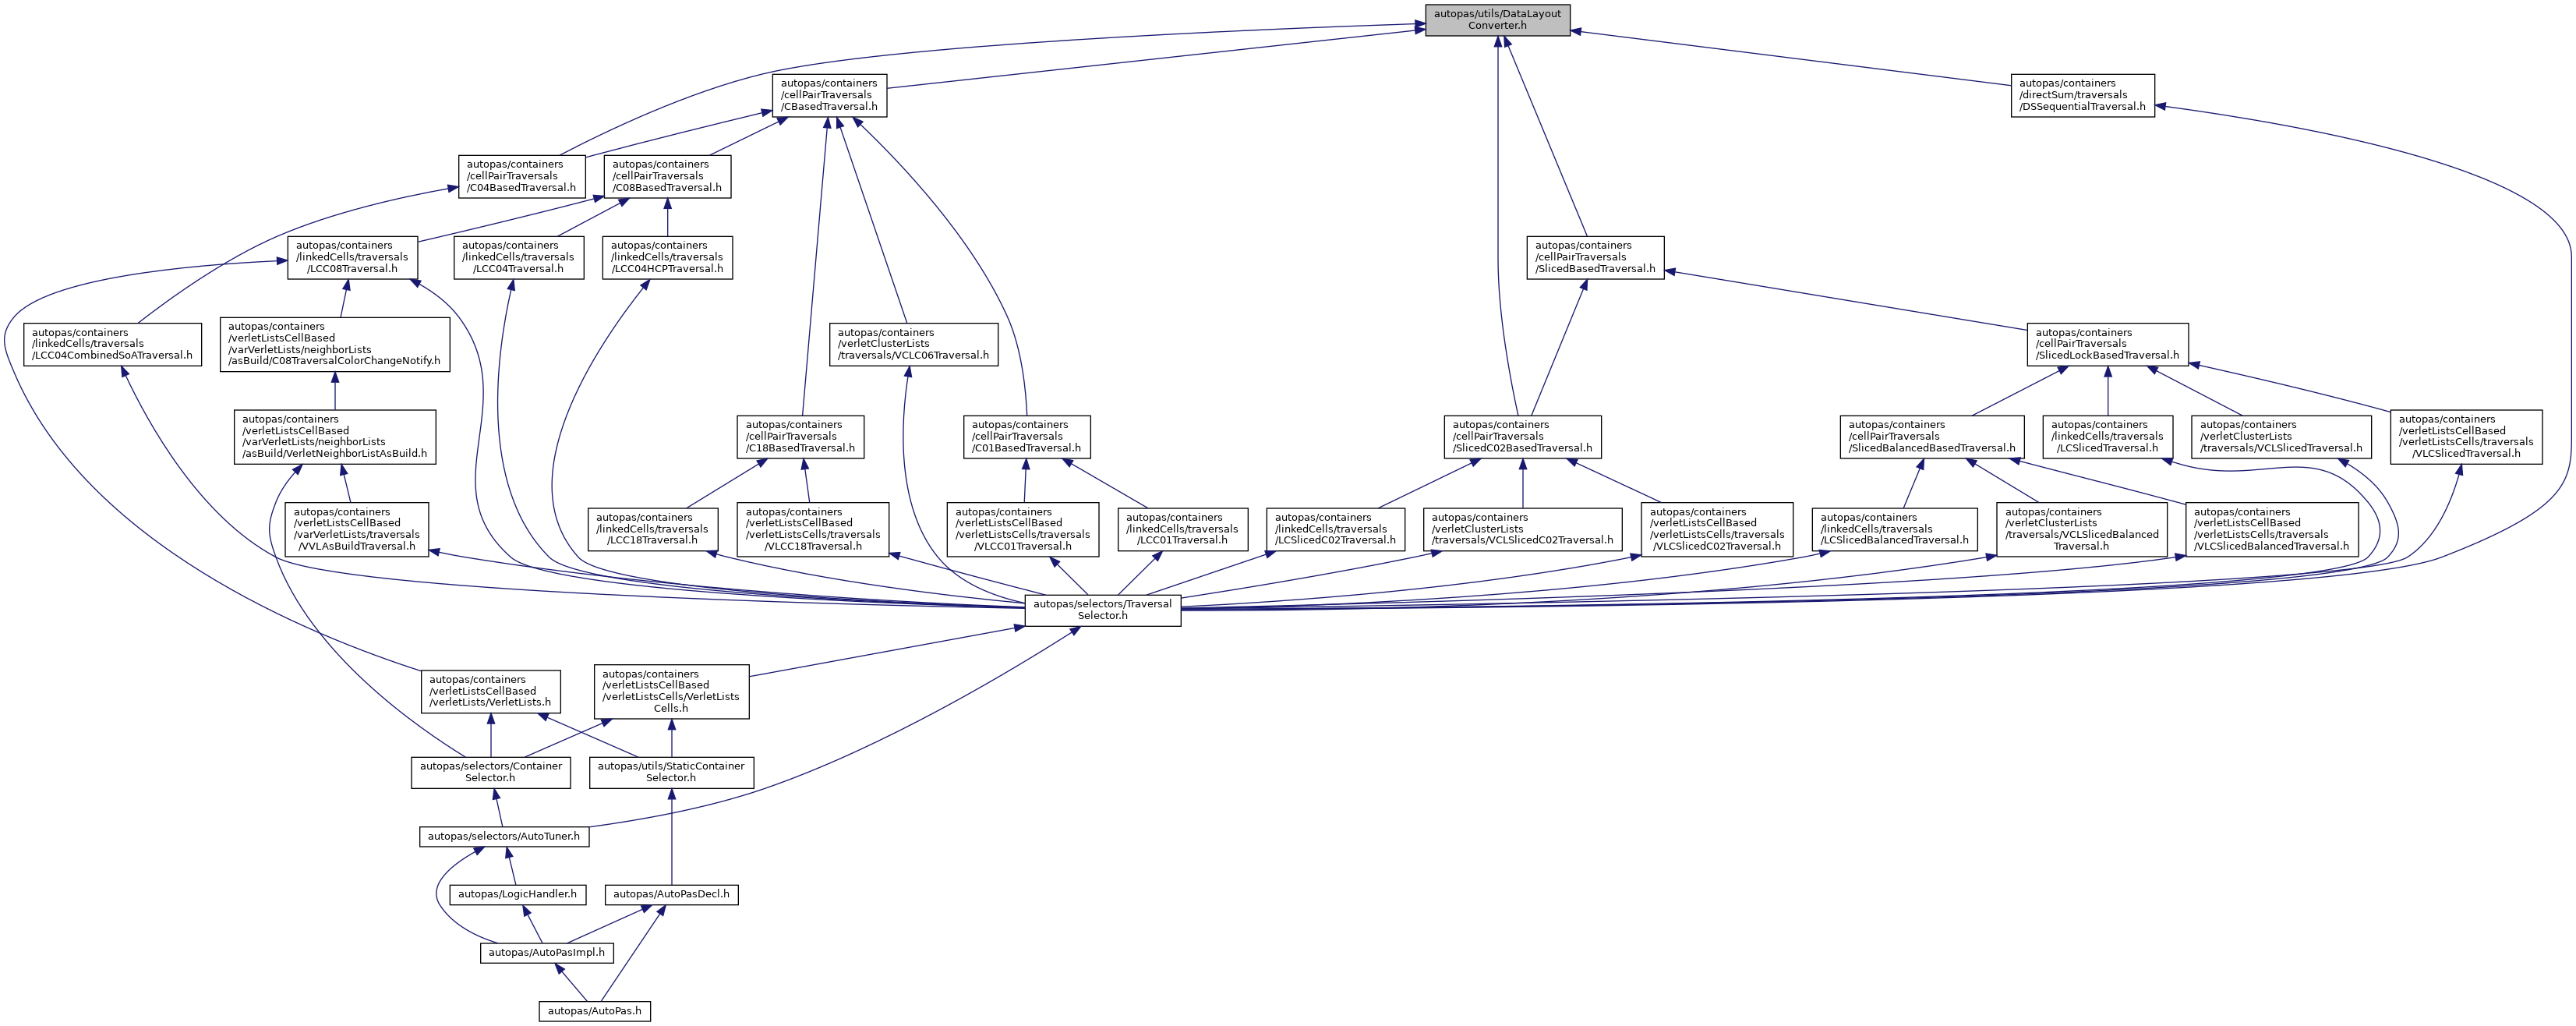 autopas/utils/DataLayout
Converter.h
autopas/containers
/cellPairTraversals
/CBasedTraversal.h
autopas/containers
/directSum/traversals
/DSSequentialTraversal.h
autopas/containers
/cellPairTraversals
/C04BasedTraversal.h
autopas/containers
/cellPairTraversals
/C08BasedTraversal.h
autopas/containers
/linkedCells/traversals
/LCC08Traversal.h
autopas/containers
/linkedCells/traversals
/LCC04Traversal.h
autopas/containers
/linkedCells/traversals
/LCC04HCPTraversal.h
autopas/containers
/cellPairTraversals
/SlicedBasedTraversal.h
autopas/containers
/linkedCells/traversals
/LCC04CombinedSoATraversal.h
autopas/containers
/verletListsCellBased
/varVerletLists/neighborLists
/asBuild/C08TraversalColorChangeNotify.h
autopas/containers
/verletClusterLists
/traversals/VCLC06Traversal.h
autopas/containers
/cellPairTraversals
/SlicedLockBasedTraversal.h
autopas/containers
/verletListsCellBased
/varVerletLists/neighborLists
/asBuild/VerletNeighborListAsBuild.h
autopas/containers
/cellPairTraversals
/C18BasedTraversal.h
autopas/containers
/cellPairTraversals
/C01BasedTraversal.h
autopas/containers
/cellPairTraversals
/SlicedC02BasedTraversal.h
autopas/containers
/cellPairTraversals
/SlicedBalancedBasedTraversal.h
autopas/containers
/linkedCells/traversals
/LCSlicedTraversal.h
autopas/containers
/verletClusterLists
/traversals/VCLSlicedTraversal.h
autopas/containers
/verletListsCellBased
/verletListsCells/traversals
/VLCSlicedTraversal.h
autopas/containers
/verletListsCellBased
/varVerletLists/traversals
/VVLAsBuildTraversal.h
autopas/containers
/linkedCells/traversals
/LCC18Traversal.h
autopas/containers
/verletListsCellBased
/verletListsCells/traversals
/VLCC18Traversal.h
autopas/containers
/verletListsCellBased
/verletListsCells/traversals
/VLCC01Traversal.h
autopas/containers
/linkedCells/traversals
/LCC01Traversal.h
autopas/containers
/linkedCells/traversals
/LCSlicedC02Traversal.h
autopas/containers
/verletClusterLists
/traversals/VCLSlicedC02Traversal.h
autopas/containers
/verletListsCellBased
/verletListsCells/traversals
/VLCSlicedC02Traversal.h
autopas/containers
/linkedCells/traversals
/LCSlicedBalancedTraversal.h
autopas/containers
/verletClusterLists
/traversals/VCLSlicedBalanced
Traversal.h
autopas/containers
/verletListsCellBased
/verletListsCells/traversals
/VLCSlicedBalancedTraversal.h
autopas/selectors/Traversal
Selector.h
autopas/containers
/verletListsCellBased
/verletLists/VerletLists.h
autopas/containers
/verletListsCellBased
/verletListsCells/VerletLists
Cells.h
autopas/selectors/Container
Selector.h
autopas/utils/StaticContainer
Selector.h
autopas/selectors/AutoTuner.h
autopas/LogicHandler.h
autopas/AutoPasDecl.h
autopas/AutoPasImpl.h
autopas/AutoPas.h